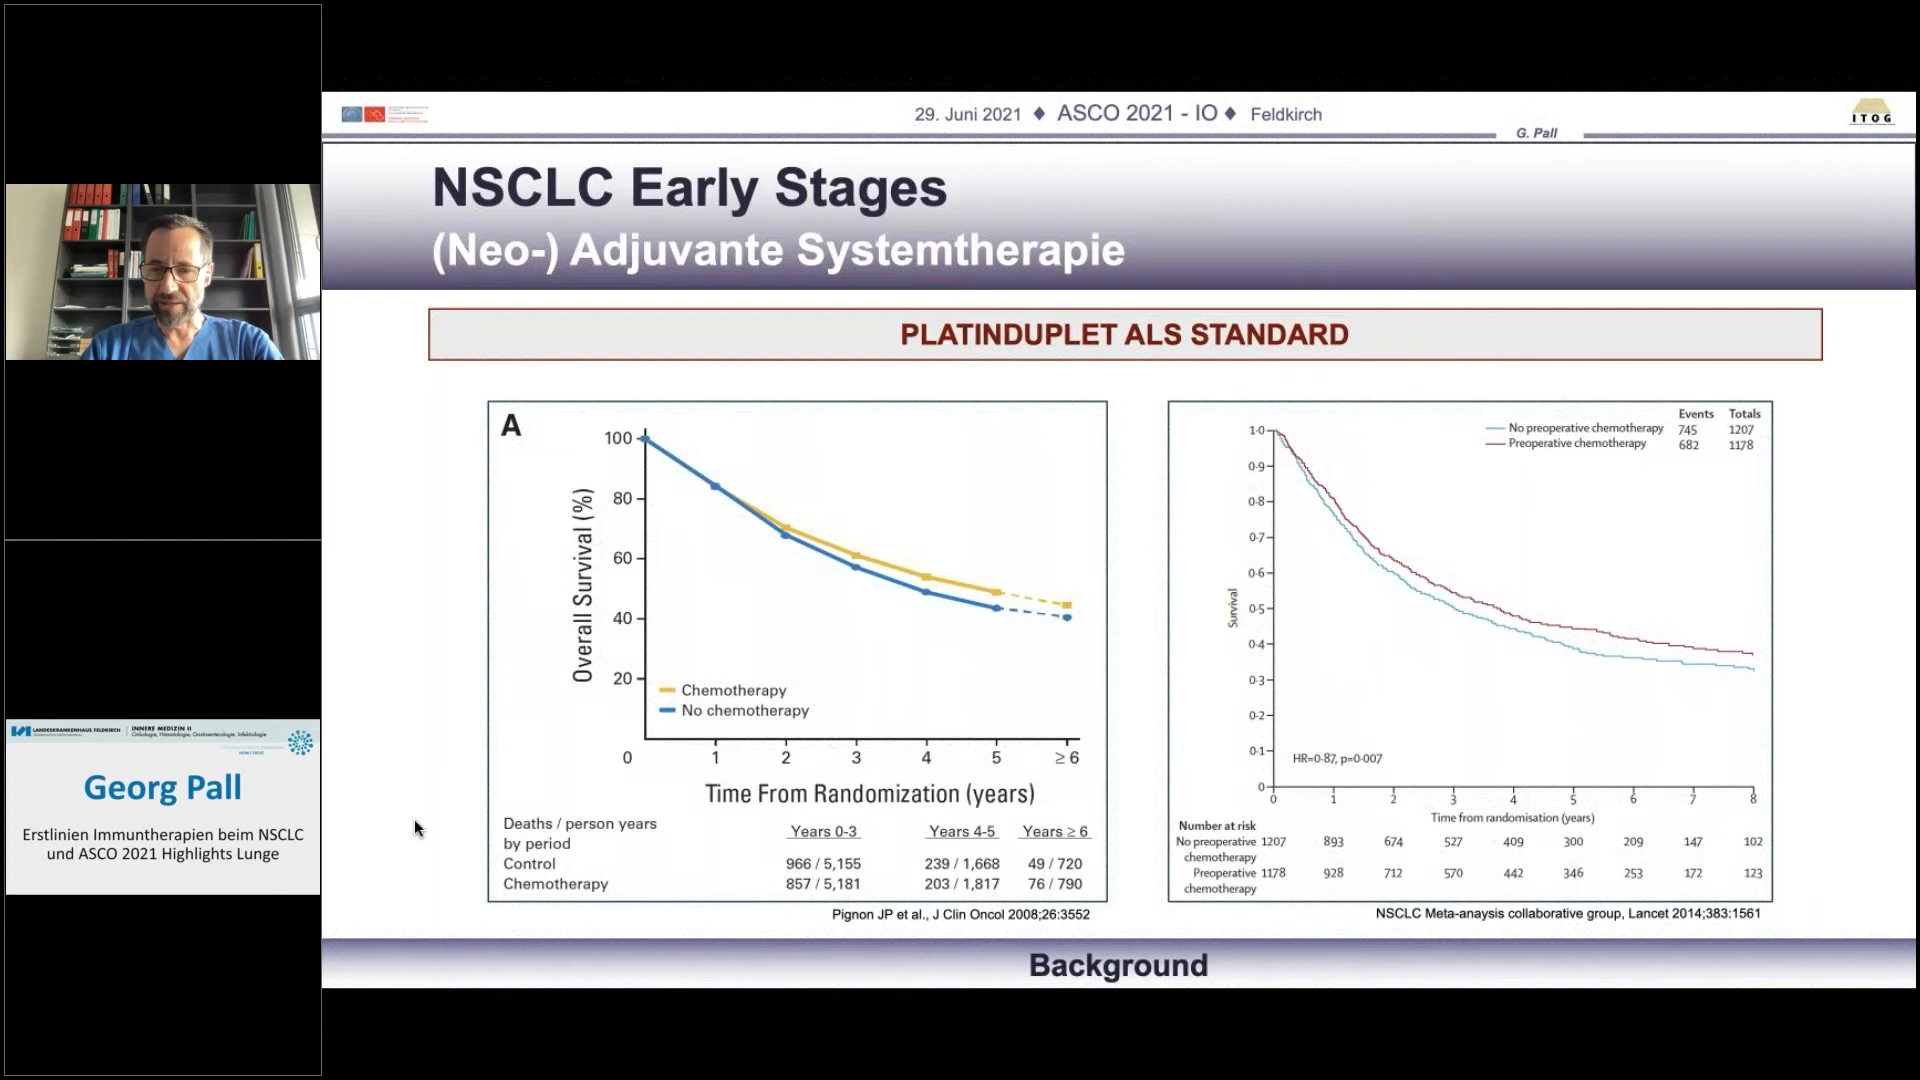 29. Juni 2021 ♦ ASCO 2021 - IO ♦ Feldkirch
ITOG
G. Pall
NSCLC Early Stages
(Neo-) Adjuvante Systemtherapie
PLATINDUPLET ALS STANDARD
A
Overall Survival (%)
100
80
60
40
20
0
1 2 3 4 5 ≥ 6
Chemotherapy
No chemotherapy
Time From Randomization (years)
Deaths / person years by period
Years 0-3 Years 4-5 Years ≥ 6
Control 966 / 5,155 239 / 1,668 49 / 720
Chemotherapy 857 / 5,181 203 / 1,817 76 / 790
Pignon JP et al., J Clin Oncol 2008;26:3552
Events Totals
No preoperative chemotherapy 745 1207
Preoperative chemotherapy 682 1178
Survival
1·0
0·9
0·8
0·7
0·6
0·5
0·4
0·3
0·2
0·1
0
HR=0·87, p=0·007
0 1 2 3 4 5 6 7 8
Time from randomisation (years)
Number at risk
No preoperative chemotherapy 1207 893 674 527 409 300 209 147 102
Preoperative chemotherapy 1178 928 712 570 442 346 253 172 123
NSCLC Meta-anaysis collaborative group, Lancet 2014;383:1561
Background
LANDESKRANKENHAUS FELDKIRCH
INNERE MEDIZIN II
Onkologie, Hämatologie, Gastroenterologie, Infektiologie
Georg Pall
Erstlinien Immuntherapien beim NSCLC
und ASCO 2021 Highlights Lunge